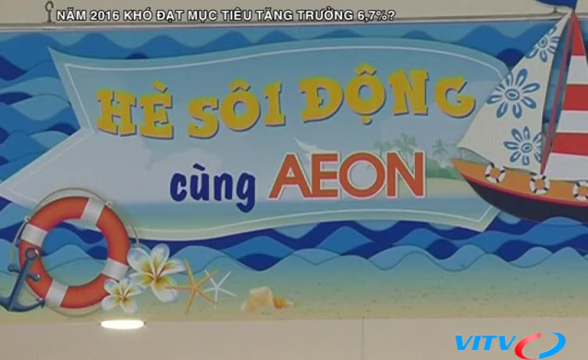 NĂM 2016 KHÓ ĐẠT MỤC TIÊU TĂNG TRƯỞNG 6,7%?
HÈ SÔI ĐỘNG
cùng AEON
VITV